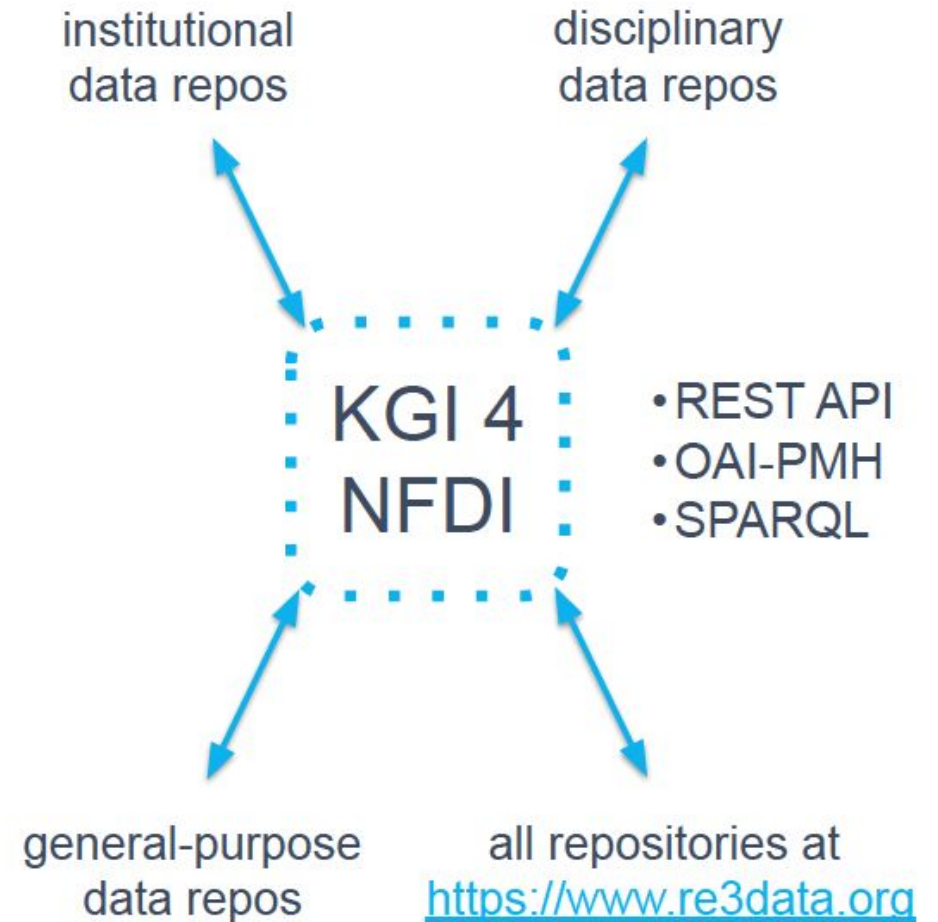 institutional
data repos
disciplinary
data repos
KGI 4
NFDI
•REST API
•OAI-PMH
•SPARQL
general-purpose
data repos
all repositories at
https://www.re3data.org